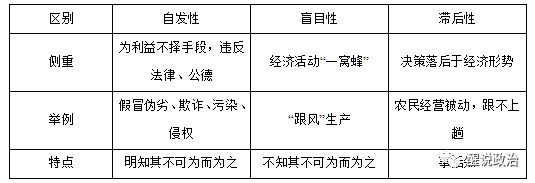 区别 自发性 盲目性 滞后性
侧重 为利益不择手段，违反法律、公德 经济活动“一窝蜂” 决策落后于经济形势
举例 假冒伪劣、欺诈、污染、侵权 “跟风”生产 农民经营被动，跟不上趟
特点 明知其不可为而为之 不知其不可为而为之
醒说政治